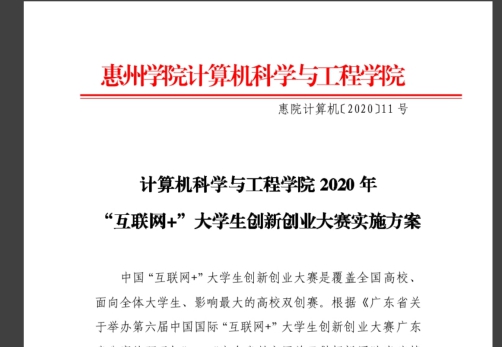 惠州学院计算机科学与工程学院
惠院计算机〔2020〕11 号
计算机科学与工程学院 2020 年
“互联网+”大学生创新创业大赛实施方案
中国“互联网+”大学生创新创业大赛是覆盖全国高校、
面向全体大学生、影响最大的高校双创赛。根据《广东省关
于举办第六届中国国际“互联网+”大学生创新创业大赛广东